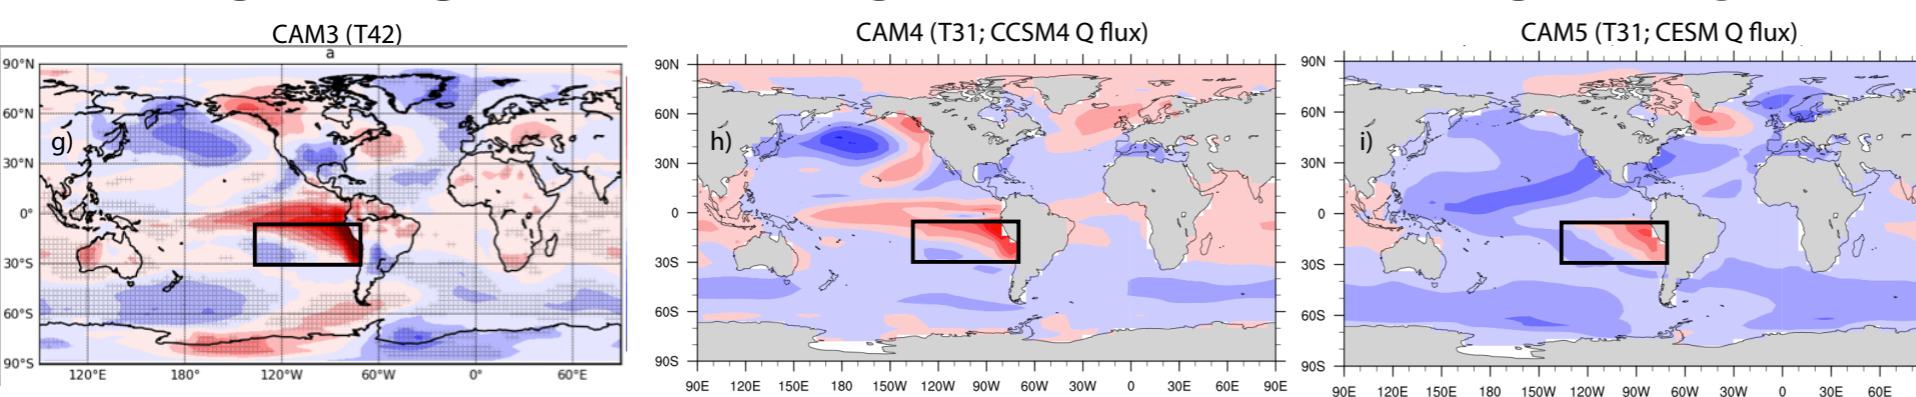 CAM3 (T42)
a
g)
90°N
60°N
30°N
0°
30°S
60°S
90°S
120°E 180° 120°W 60°W 0° 60°E
CAM4 (T31; CCSM4 Q flux)
h)
90N
60N
30N
0
30S
60S
90S
90E 120E 150E 180 150W 120W 90W 60W 30W 0 30E 60E 90E
CAM5 (T31; CESM Q flux)
i)
90N
60N
30N
0
30S
60S
90S
90E 120E 150E 180 150W 120W 90W 60W 30W 0 30E 60E